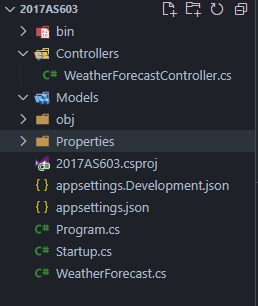 2017AS603
bin
Controllers
C# WeatherForecastController.cs
Models
obj
Properties
2017AS603.csproj
{ } appsettings.Development.json
{ } appsettings.json
C# Program.cs
C# Startup.cs
C# WeatherForecast.cs